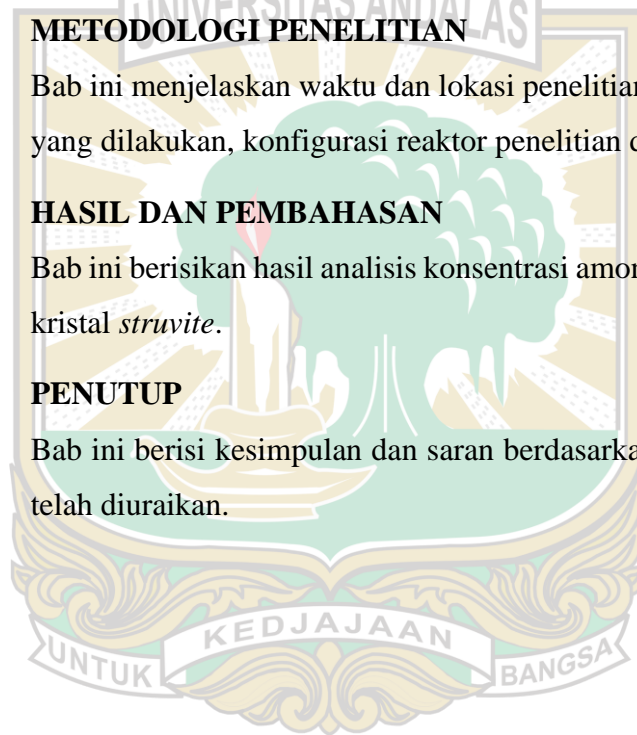 UNIVERSITAS ANDALAS
METODOLOGI PENELITIAN
Bab ini menjelaskan waktu dan lokasi penelitian
yang dilakukan, konfigurasi reaktor penelitian
HASIL DAN PEMBAHASAN
Bab ini berisikan hasil analisis konsentrasi
kristal struvite.
PENUTUP
Bab ini berisi kesimpulan dan saran
telah diuraikan.
UNTUK KEDJAJAAN BANGSA